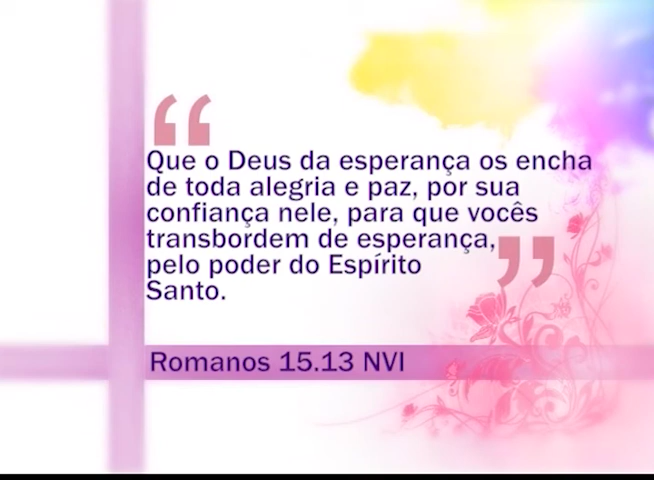 “
Que o Deus da esperança os encha
de toda alegria e paz, por sua
confiança nele, para que vocês
transbordem de esperança,
pelo poder do Espírito
Santo.
”
Romanos 15.13 NVI